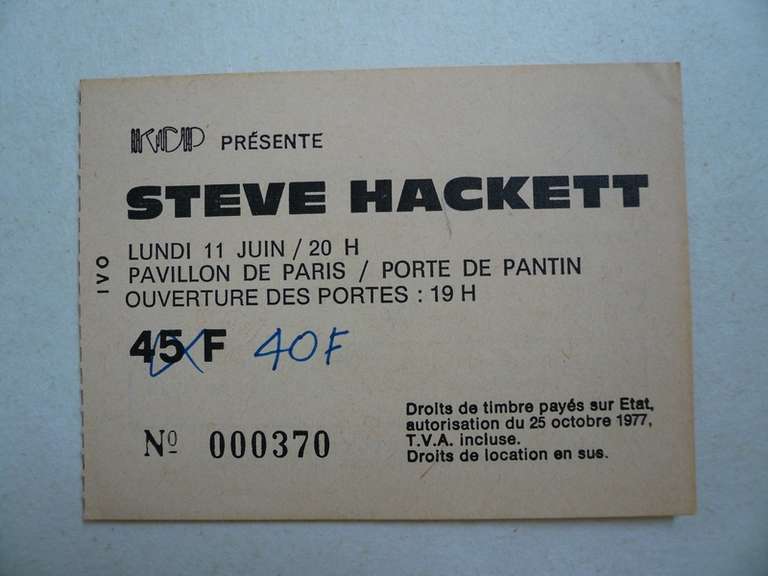 KCP PRÉSENTE
STEVE HACKETT
LUNDI 11 JUIN / 20 H
PAVILLON DE PARIS / PORTE DE PANTIN
OUVERTURE DES PORTES : 19 H
45 F 40F
Nº 000370
Droits de timbre payés sur Etat,
autorisation du 25 octobre 1977,
T.V.A. incluse.
Droits de location en sus.
IVO